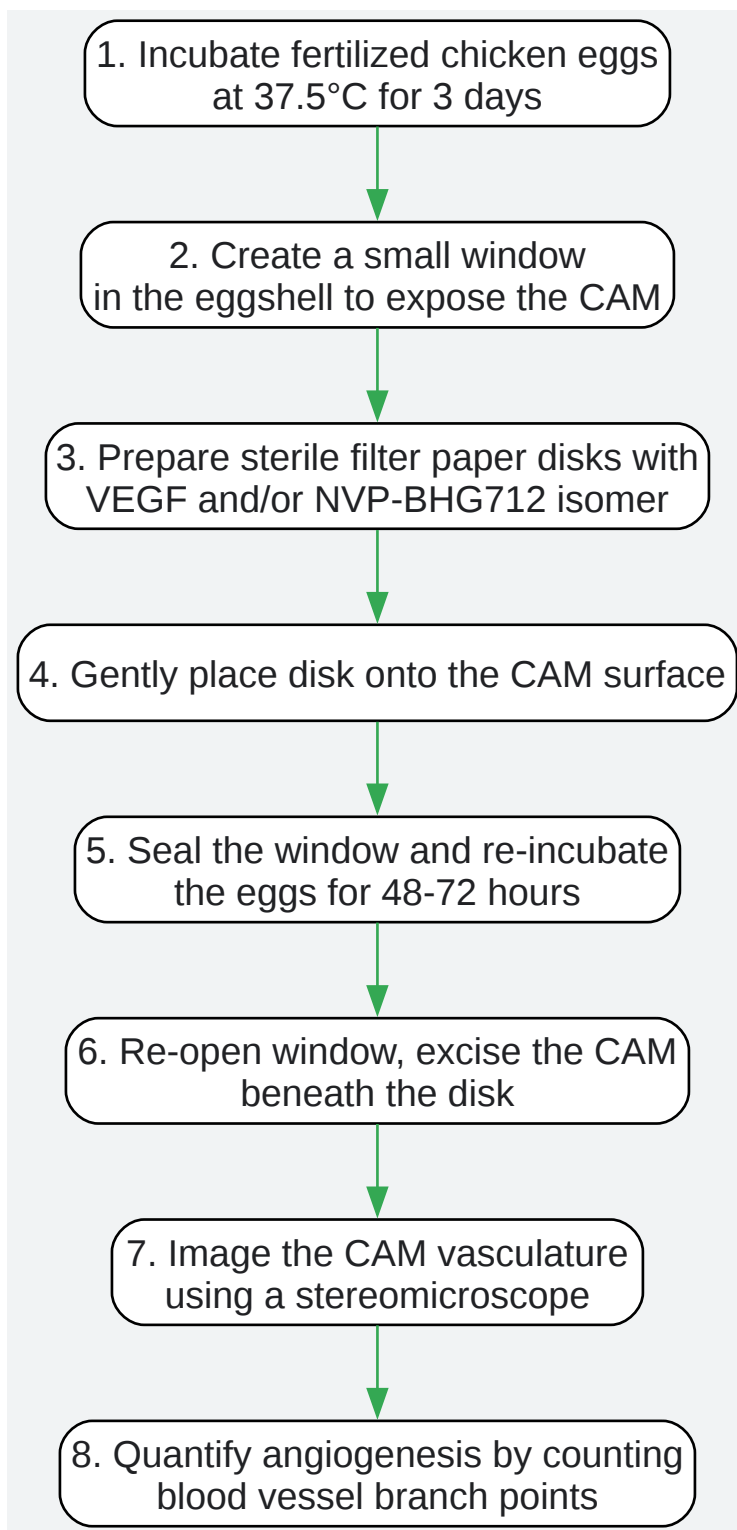 1. Incubate fertilized chicken eggs
at 37.5°C for 3 days
2. Create a small window
in the eggshell to expose the CAM
3. Prepare sterile filter paper disks with
VEGF and/or NVP-BHG712 isomer
4. Gently place disk onto the CAM surface
5. Seal the window and re-incubate
the eggs for 48-72 hours
6. Re-open window, excise the CAM
beneath the disk
7. Image the CAM vasculature
using a stereomicroscope
8. Quantify angiogenesis by counting
blood vessel branch points